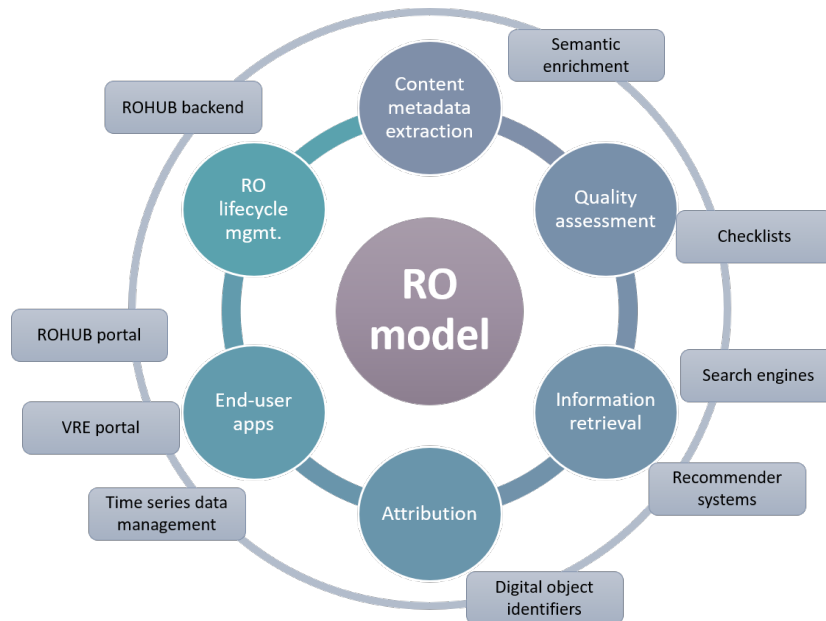 Semantic
enrichment
Content
metadata
extraction
ROHUB backend
RO
lifecycle
mgmt.
Quality
assessment
Checklists
RO
model
ROHUB portal
Search engines
End-user
apps
Information
retrieval
VRE portal
Recommender
systems
Time series data
management
Attribution
Digital object
identifiers